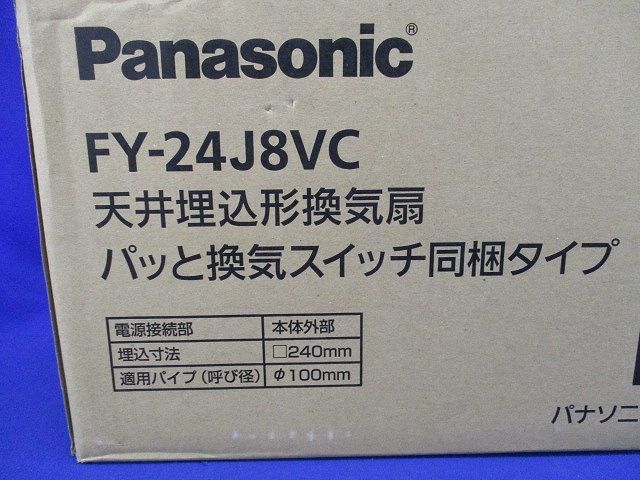 Panasonic®
FY-24J8VC
天井埋込形換気扇
パッと換気スイッチ同梱タイプ
電源接続部 本体外部
埋込寸法 □240mm
適用パイプ(呼び径) φ100mm
パナソニ